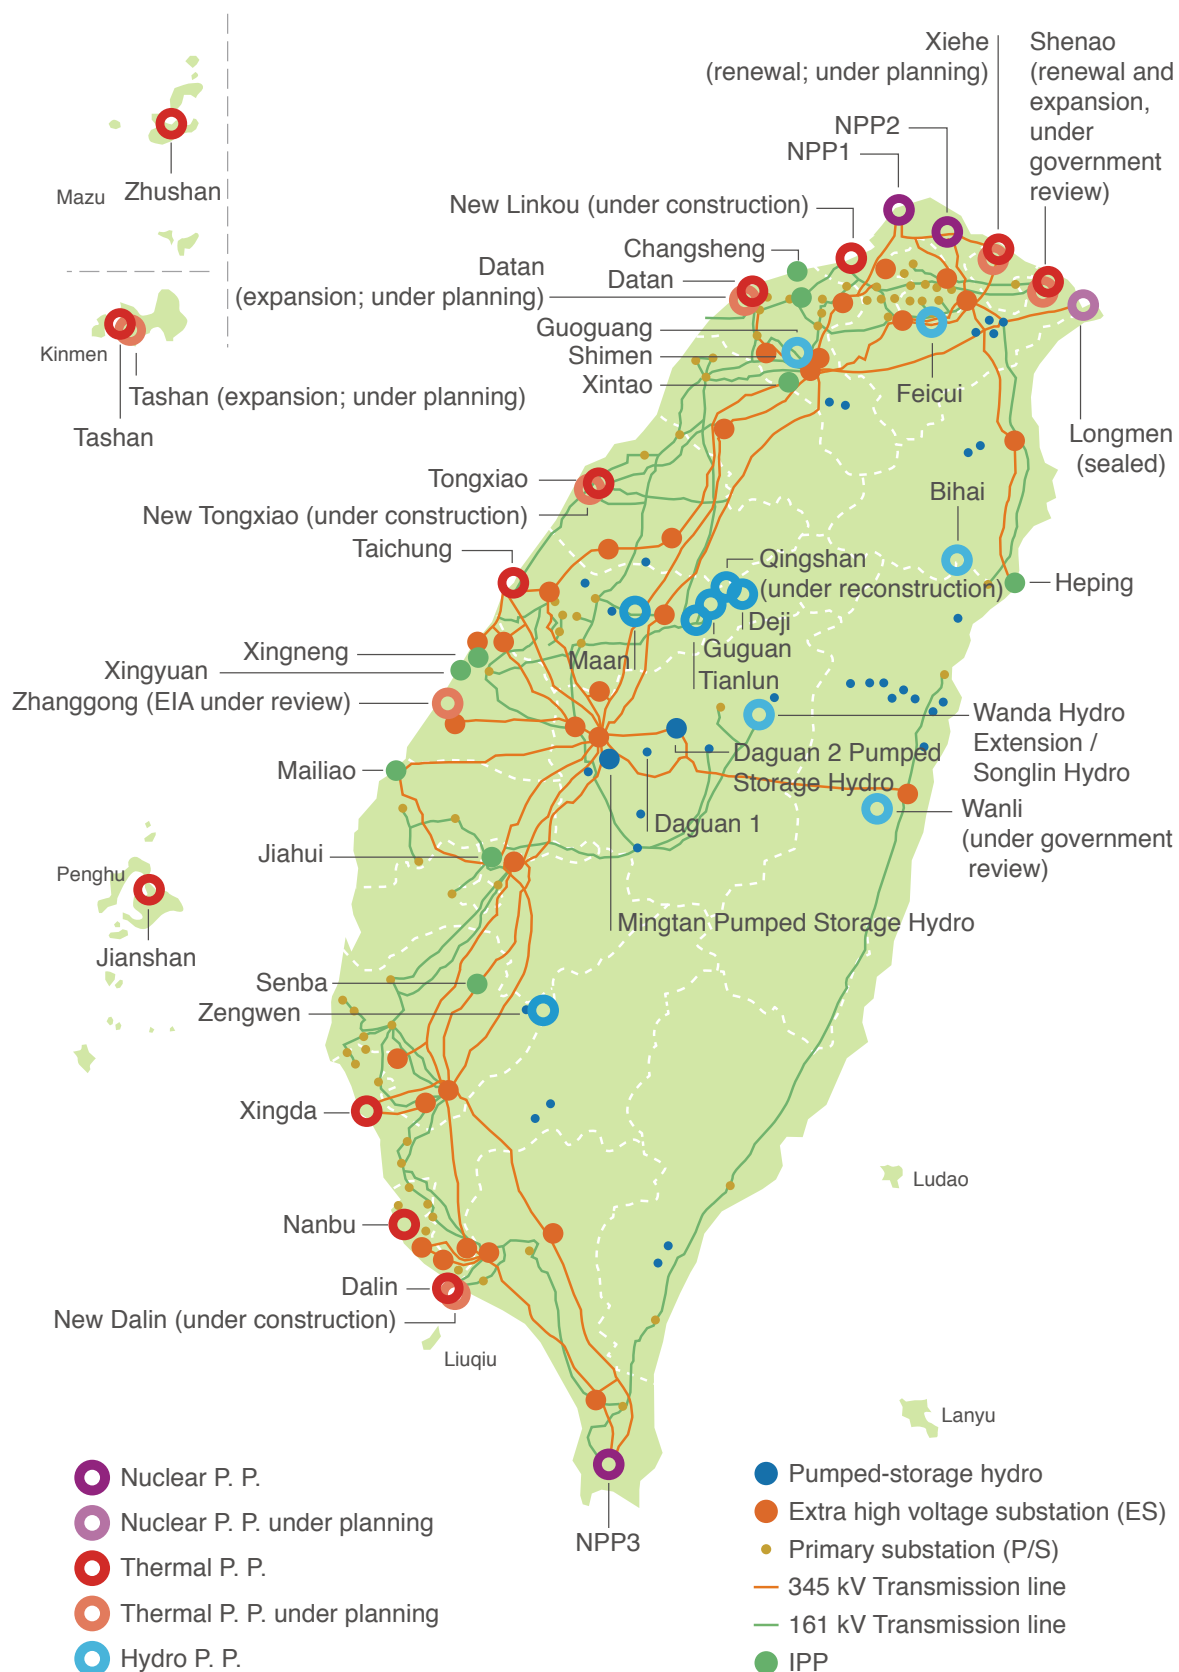 Xiehe
(renewal; under planning)
Shenao
(renewal and
expansion,
under
government
review)
NPP2
NPP1
New Linkou (under construction)
Changsheng
Datan
(expansion; under planning)
Datan
Guoguang
Shimen
Xintao
Feicui
Longmen
(sealed)
Mazu
Zhushan
Kinmen
Tashan (expansion; under planning)
Tashan
Tongxiao
New Tongxiao (under construction)
Taichung
Bihai
Heping
Qingshan
(under reconstruction)
Deji
Guguan
Tianlun
Maan
Xingneng
Xingyuan
Zhanggong (EIA under review)
Wanda Hydro
Extension /
Songlin Hydro
Daguan 2 Pumped
Storage Hydro
Mailiao
Daguan 1
Wanli
(under government
review)
Jiahui
Penghu
Jianshan
Mingtan Pumped Storage Hydro
Senba
Zengwen
Xingda
Ludao
Nanbu
Dalin
New Dalin (under construction)
Liuqiu
Lanyu
NPP3
Nuclear P. P.
Nuclear P. P. under planning
Thermal P. P.
Thermal P. P. under planning
Hydro P. P.
Pumped-storage hydro
Extra high voltage substation (ES)
Primary substation (P/S)
345 kV Transmission line
161 kV Transmission line
IPP